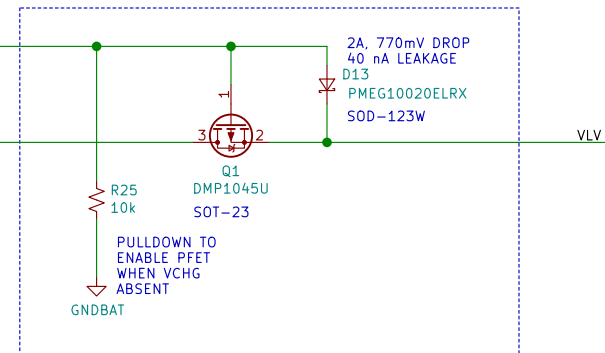 2A, 770mV DROP
40 nA LEAKAGE
D13
PMEG10020ELRX
SOD-123W
1
3
2
VLV
Q1
DMP1045U
SOT-23
R25
10k
PULLDOWN TO
ENABLE PFET
WHEN VCHG
ABSENT
GNDBAT